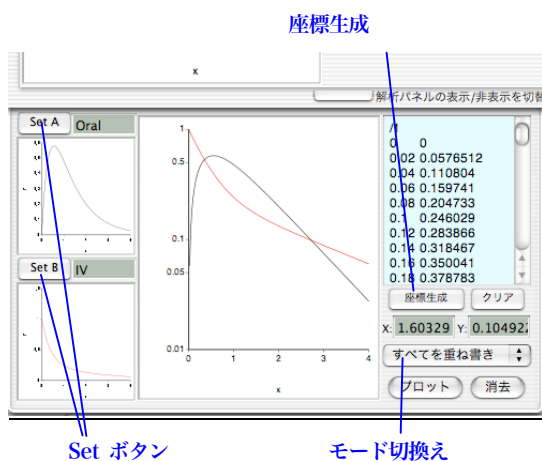 座標生成
x
解析パネルの表示/非表示を切替
Set A
Oral
Set B
IV
1
0.5
0.1
0.05
0.01
0 1 2 3 4
x
/1
0 0
0.02 0.0576512
0.04 0.110804
0.06 0.159741
0.08 0.204733
0.1 0.246029
0.12 0.283866
0.14 0.318467
0.16 0.350041
0.18 0.378783
座標生成 クリア
X: 1.60329 Y: 0.104922
すべてを重ね書き
プロット 消去
Set ボタン
モード切換え